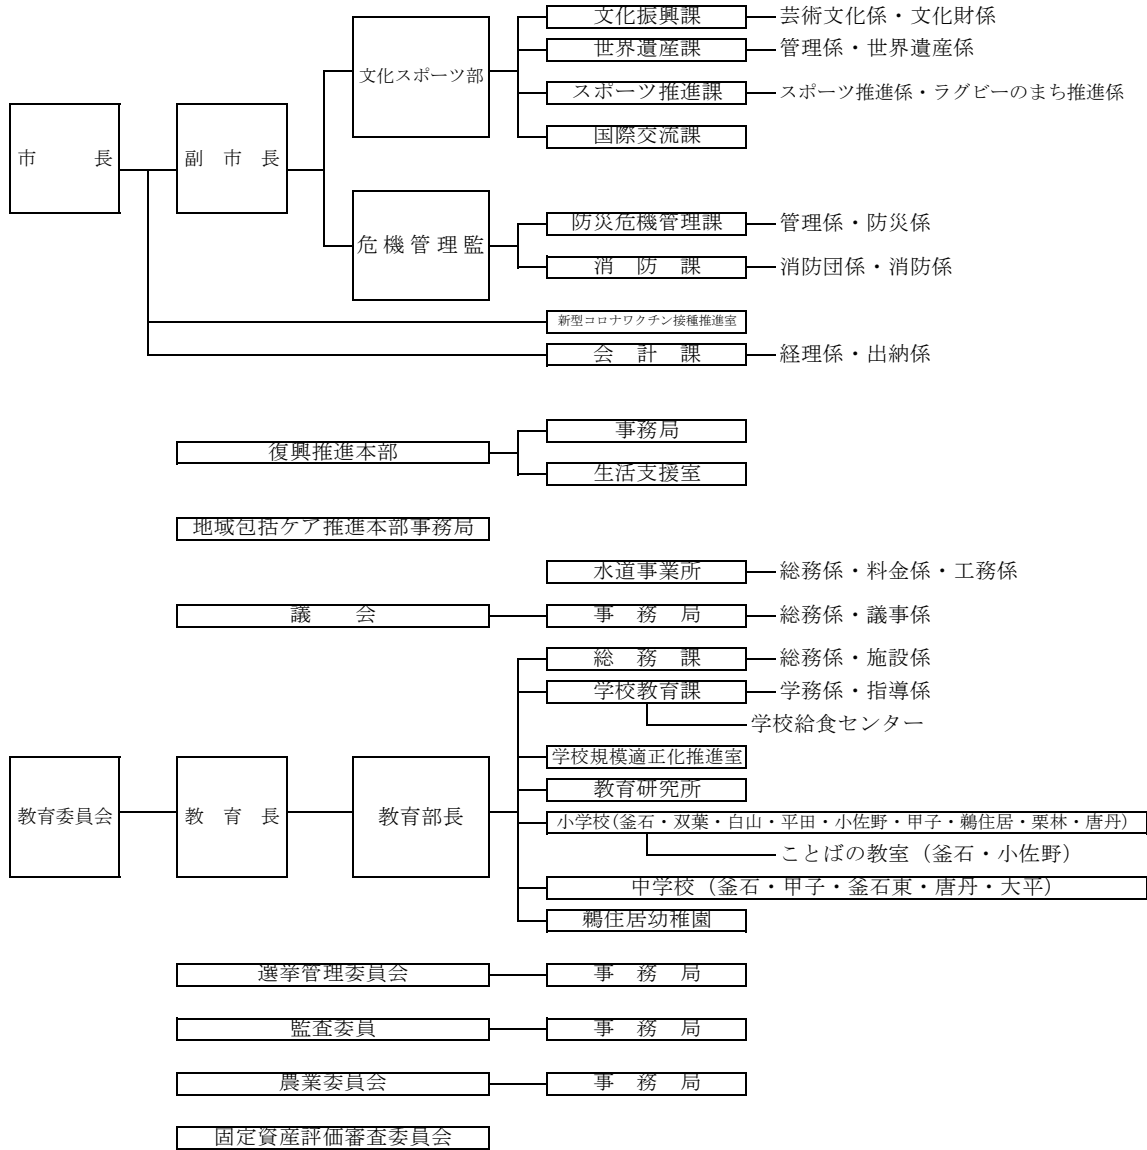 文化振興課 芸術文化係・文化財係
世界遺産課 管理係・世界遺産係
文化スポーツ部
スポーツ推進課 スポーツ推進係・ラグビーのまち推進係
国際交流課
市　　長 副　市　長
防災危機管理課 管理係・防災係
危機管理監
消　防　課 消防団係・消防係
新型コロナワクチン接種推進室
会　計　課 経理係・出納係
事務局
復興推進本部
生活支援室
地域包括ケア推進本部事務局
水道事業所 総務係・料金係・工務係
議　　会 事　務　局 総務係・議事係
総　務　課 総務係・施設係
学校教育課 学務係・指導係
学校給食センター
学校規模適正化推進室
教育研究所
教育委員会 教　育　長 教育部長
小学校(釜石・双葉・白山・平田・小佐野・甲子・鵜住居・栗林・唐丹)
ことばの教室（釜石・小佐野）
中学校（釜石・甲子・釜石東・唐丹・大平）
鵜住居幼稚園
選挙管理委員会 事　務　局
監査委員 事　務　局
農業委員会 事　務　局
固定資産評価審査委員会